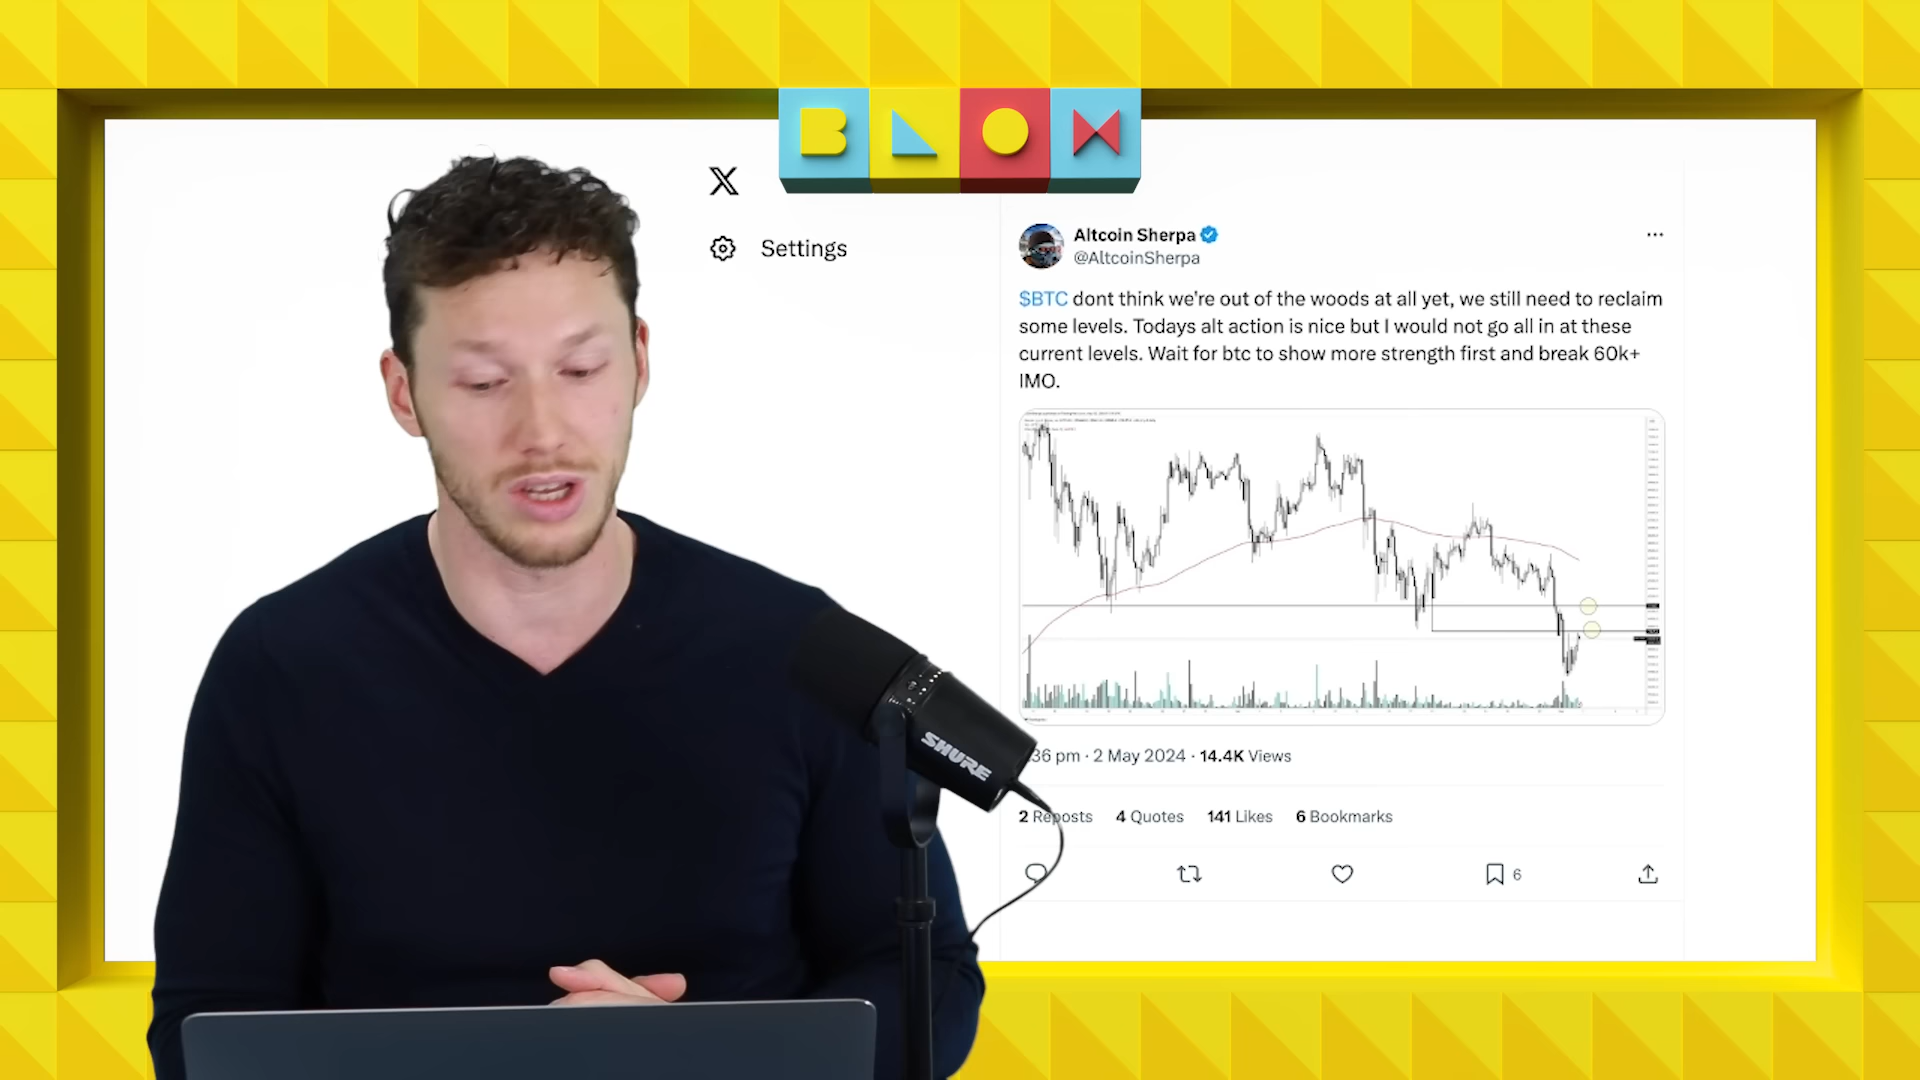 BLOX
Settings
Altcoin Sherpa
@AltcoinSherpa
$BTC dont think we're out of the woods at all yet, we still need to reclaim
some levels. Todays alt action is nice but I would not go all in at these
current levels. Wait for btc to show more strength first and break 60k+
IMO.
36 pm · 2 May 2024 · 14.4K Views
2 Reposts 4 Quotes 141 Likes 6 Bookmarks
6
SHURE